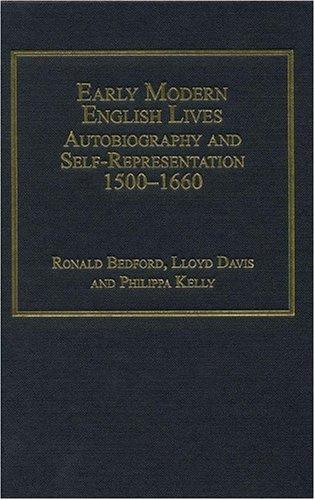 EARLY MODERN
ENGLISH LIVES
AUTOBIOGRAPHY AND
SELF-REPRESENTATION
1500–1660
RONALD BEDFORD, LLOYD DAVIS
AND PHILIPPA KELLY